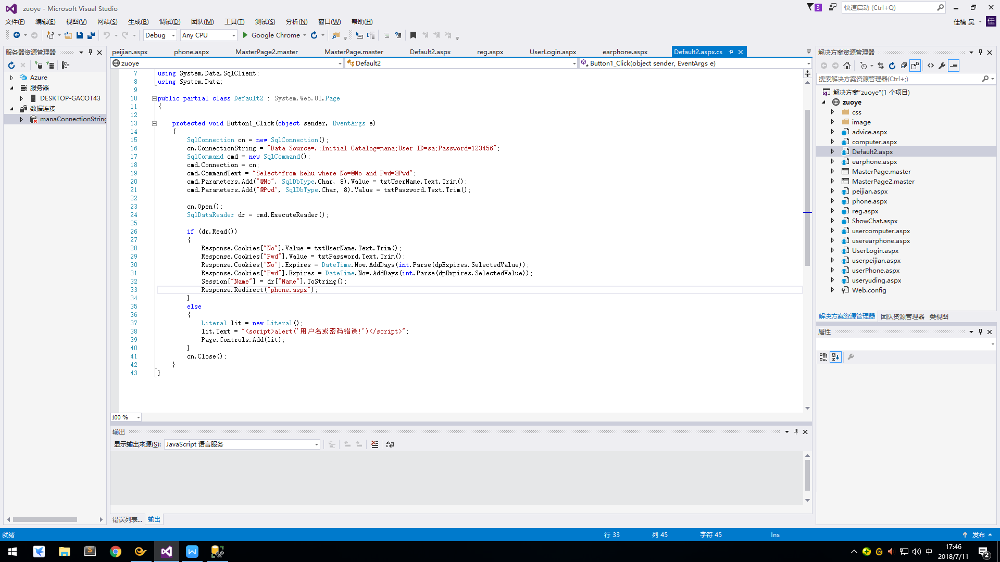 zuoye - Microsoft Visual Studio
3
快速启动 (Ctrl+Q)
文件(F) 编辑(E) 视图(V) 网站(S) 生成(B) 调试(D) 团队(M) 工具(T) 测试(S) 分析(N) 窗口(W) 帮助(H)
佳楠 吴 佳
Debug Any CPU Google Chrome
服务器资源管理器
Azure
服务器
DESKTOP-GACOT43
数据连接
manaConnectionString
peijian.aspx phone.aspx MasterPage2.master MasterPage.master Default2.aspx reg.aspx UserLogin.aspx earphone.aspx Default2.aspx.cs
zuoye Default2 Button1_Click(object sender, EventArgs e)
7 using System.Data.SqlClient;
8 using System.Data;
9
10 public partial class Default2 : System.Web.UI.Page
11 {
12
13 protected void Button1_Click(object sender, EventArgs e)
14 {
15 SqlConnection cn = new SqlConnection();
16 cn.ConnectionString = "Data Source=.;Initial Catalog=mana;User ID=sa;Password=123456";
17 SqlCommand cmd = new SqlCommand();
18 cmd.Connection = cn;
19 cmd.CommandText = "Select*from kehu where No=@No and Pwd=@Pwd";
20 cmd.Parameters.Add("@No", SqlDbType.Char, 8).Value = txtUserName.Text.Trim();
21 cmd.Parameters.Add("@Pwd", SqlDbType.Char, 8).Value = txtPassword.Text.Trim();
22
23 cn.Open();
24 SqlDataReader dr = cmd.ExecuteReader();
25
26 if (dr.Read())
27 {
28 Response.Cookies["No"].Value = txtUserName.Text.Trim();
29 Response.Cookies["Pwd"].Value = txtPassword.Text.Trim();
30 Response.Cookies["No"].Expires = DateTime.Now.AddDays(int.Parse(dpExpires.SelectedValue));
31 Response.Cookies["Pwd"].Expires = DateTime.Now.AddDays(int.Parse(dpExpires.SelectedValue));
32 Session["Name"] = dr["Name"].ToString();
33 Response.Redirect("phone.aspx");
34 }
35 else
36 {
37 Literal lit = new Literal();
38 lit.Text = "<script>alert('用户名或密码错误!')</script>";
39 Page.Controls.Add(lit);
40 }
41 cn.Close();
42 }
43 }
100 %
输出
显示输出来源(S): JavaScript 语言服务
错误列表... 输出
解决方案资源管理器
搜索解决方案资源管理器(Ctrl+;)
解决方案"zuoye"(1 个项目)
zuoye
css
image
advice.aspx
computer.aspx
Default2.aspx
earphone.aspx
MasterPage.master
MasterPage2.master
peijian.aspx
phone.aspx
reg.aspx
ShowChat.aspx
usercomputer.aspx
userearphone.aspx
UserLogin.aspx
userpeijian.aspx
userPhone.aspx
useryuding.aspx
Web.config
解决方案资源管理器 团队资源管理器 类视图
属性
就绪 行 33 列 45 字符 45 Ins 发布
中
17:46
2018/7/11
2